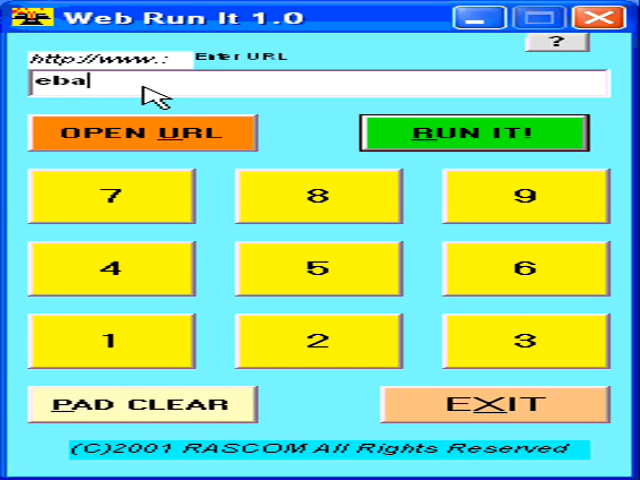 Web Run It 1.0
?
http://www.: Enter URL
eba
OPEN URL RUN IT!
7 8 9
4 5 6
1 2 3
PAD CLEAR EXIT
(C)2001 RASCOM All Rights Reserved